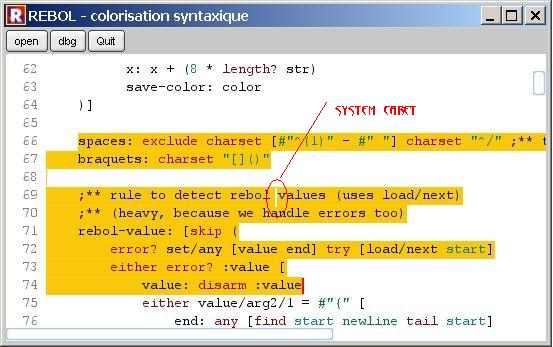 REBOL - colorisation syntaxique
open dbg Quit
62 x: x + (8 * length? str)
63 save-color: color
64 )]
65
66 spaces: exclude charset [#"^(1)" - #" "] charset "^/" ;** t
67 braquets: charset "[]()"
68
69 ;** rule to detect rebol values (uses load/next)
70 ;** (heavy, because we handle errors too)
71 rebol-value: [skip (
72 error? set/any [value end] try [load/next start]
73 either error? :value [
74 value: disarm :value
75 either value/arg2/1 = #"{" [
76 end: any [find start newline tail start]
SYSTEM CARET